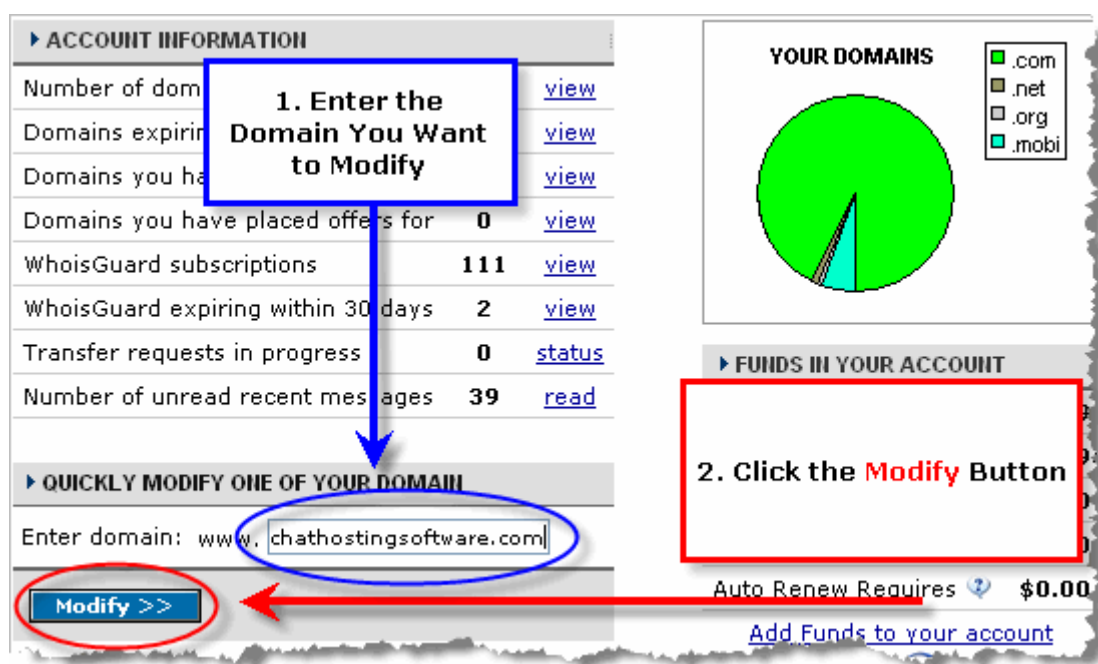 ACCOUNT INFORMATION
Number of dom
view
Domains expirin
view
Domains you ha
view
Domains you have placed offers for 0 view
WhoisGuard subscriptions 111 view
WhoisGuard expiring within 30 days 2 view
Transfer requests in progress 0 status
Number of unread recent messages 39 read
1. Enter the
Domain You Want
to Modify
QUICKLY MODIFY ONE OF YOUR DOMAIN
Enter domain: www. chathostingsoftware.com
Modify >>
YOUR DOMAINS
.com
.net
.org
.mobi
FUNDS IN YOUR ACCOUNT
2. Click the Modify Button
Auto Renew Requires ? $0.00
Add Funds to your account